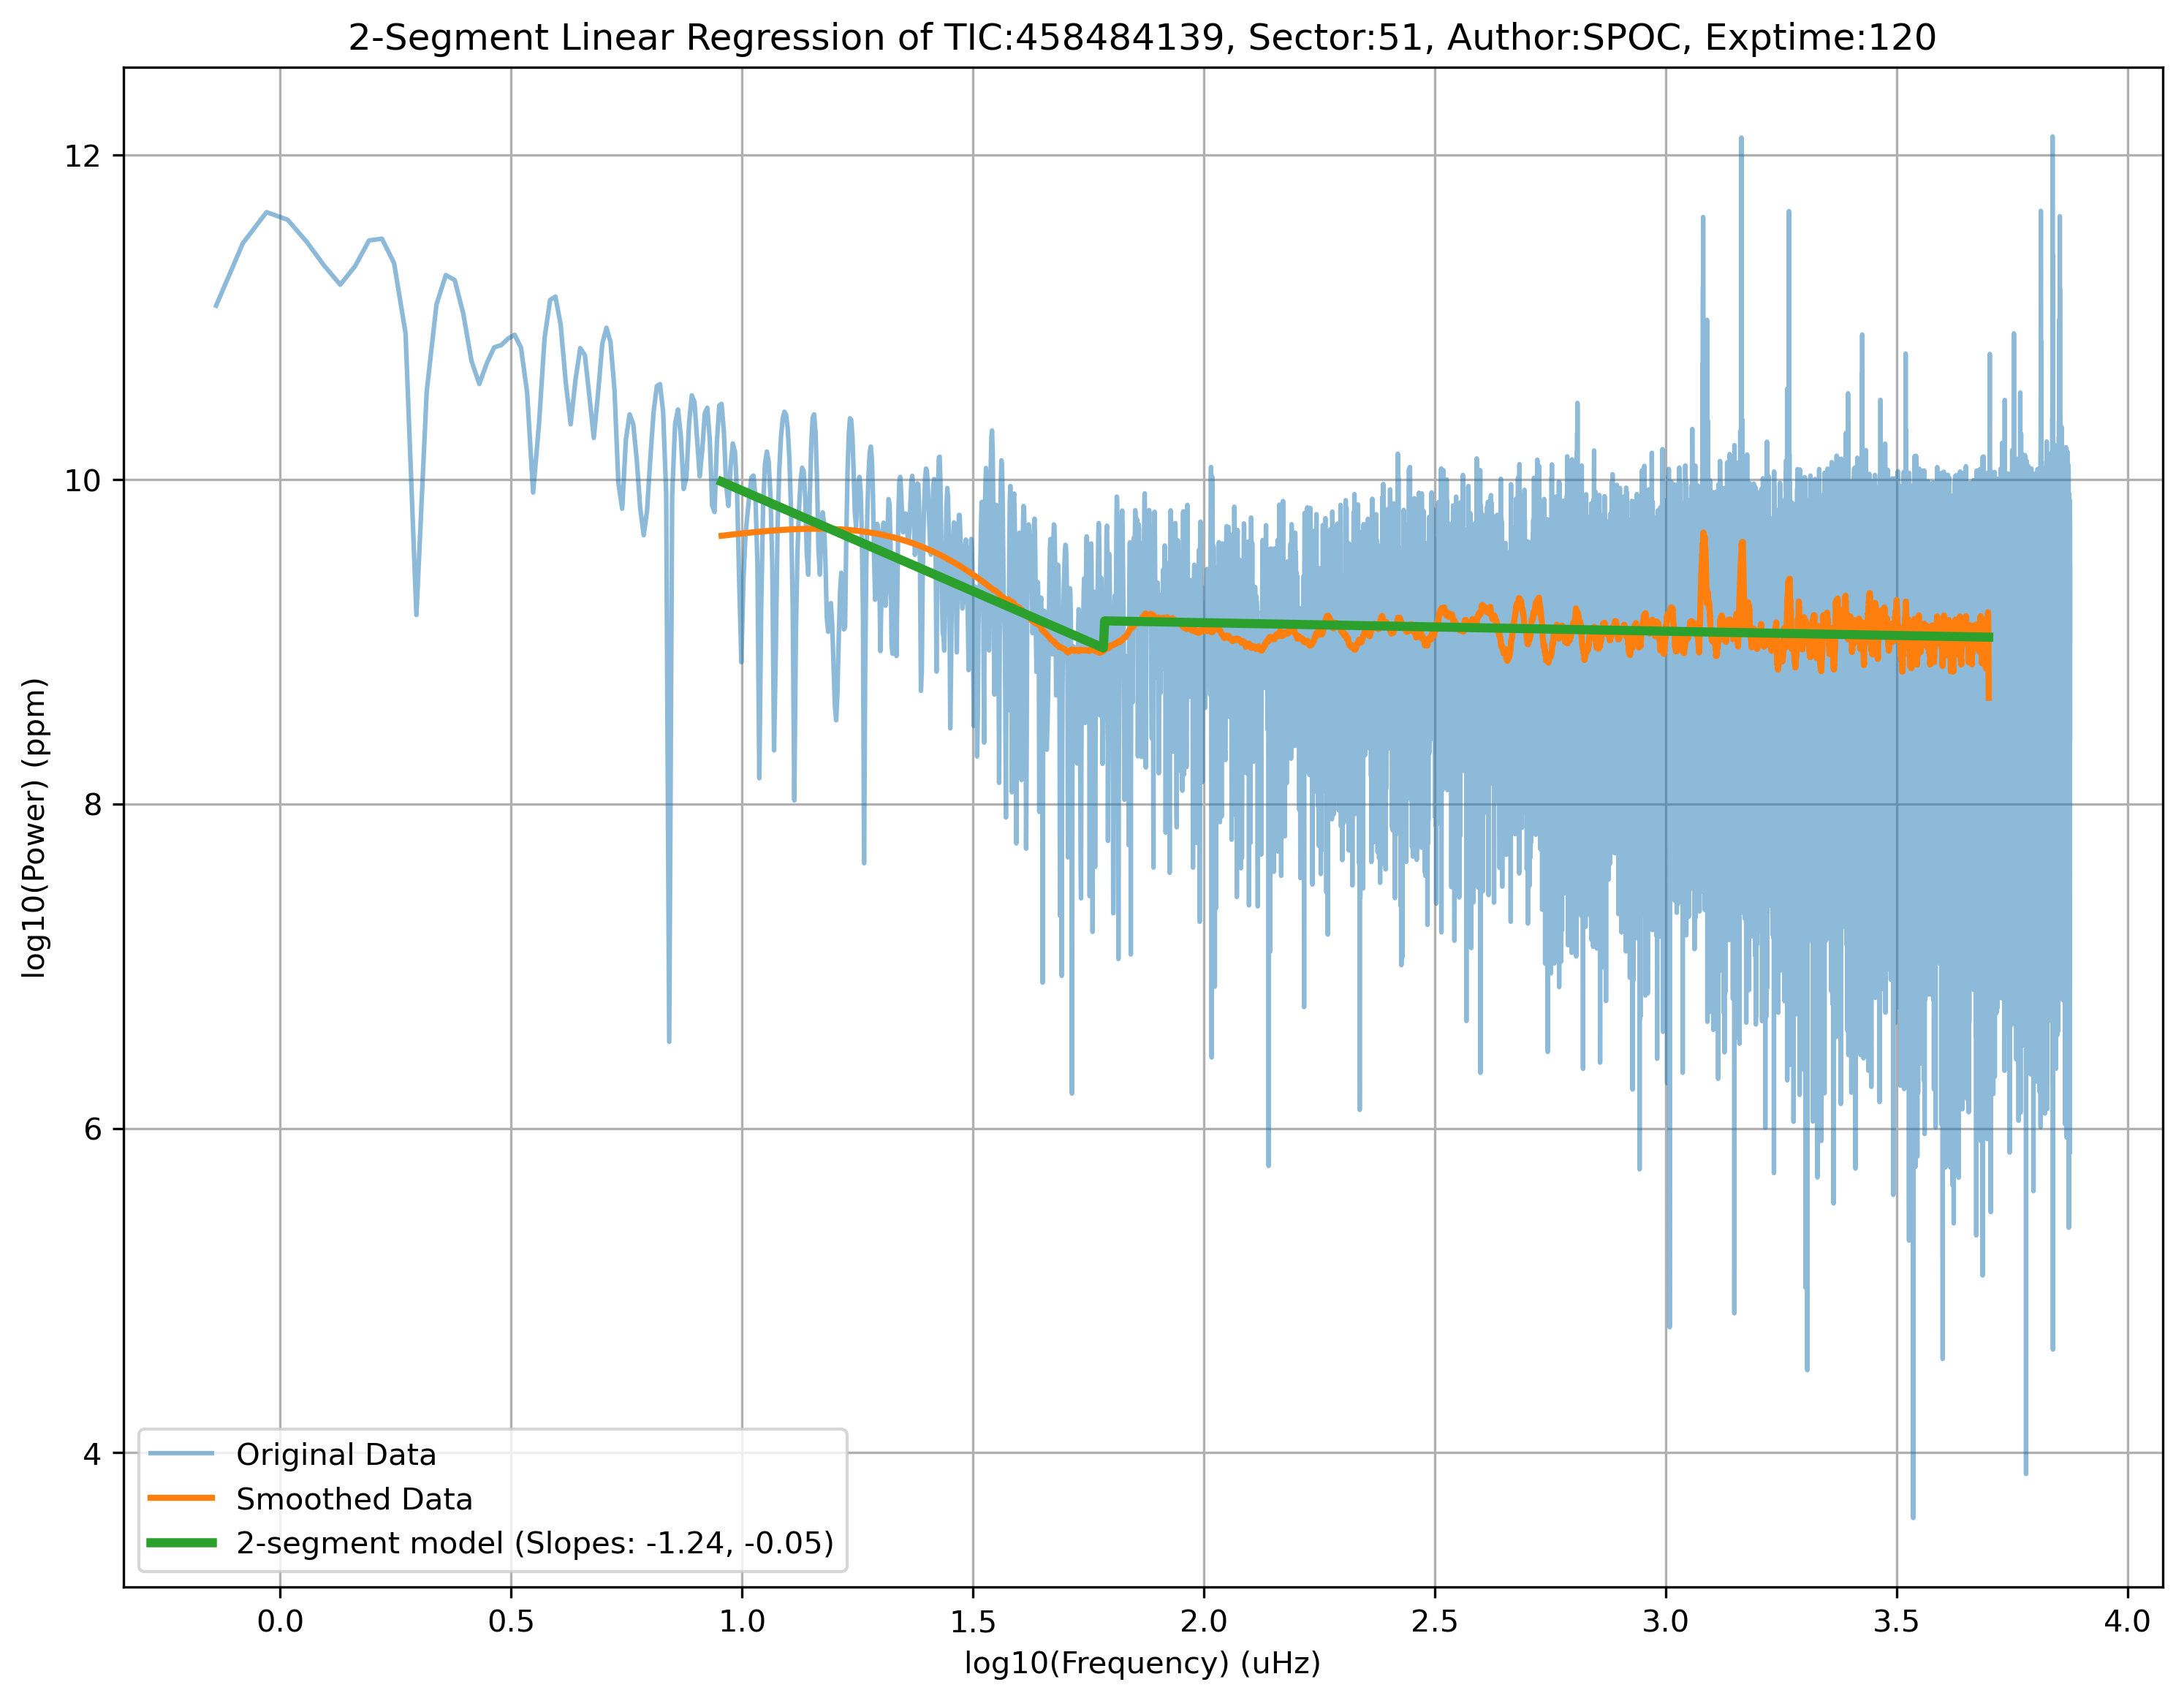 2-Segment Linear Regression of TIC:458484139, Sector:51, Author:SPOC, Exptime:120
log10(Power) (ppm)
12
10
8
6
4
Original Data
Smoothed Data
2-segment model (Slopes: -1.24, -0.05)
0.0 0.5 1.0 1.5 2.0 2.5 3.0 3.5 4.0
log10(Frequency) (uHz)